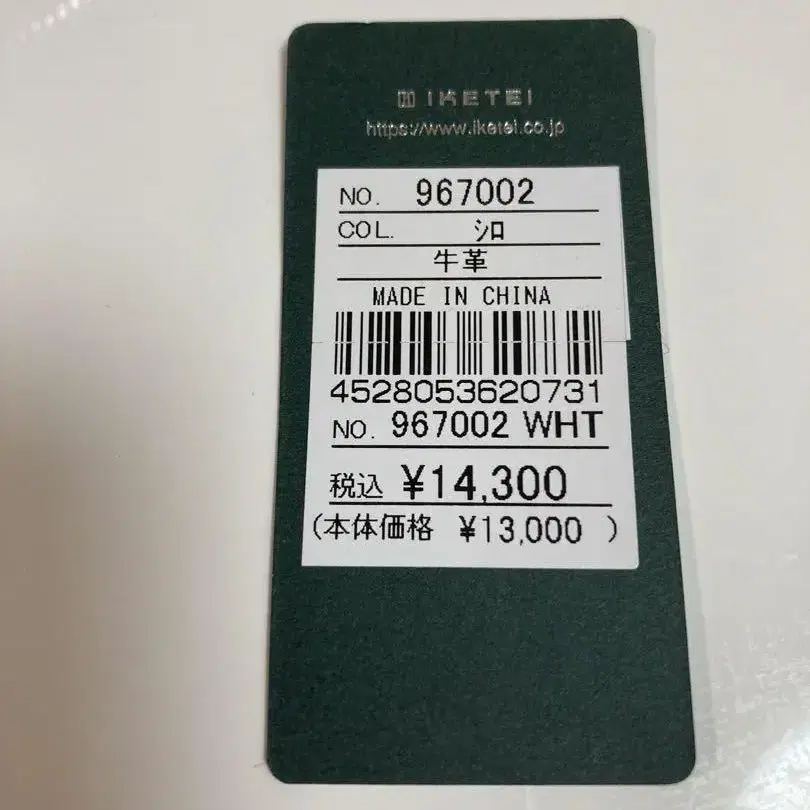 IKETEI
https://www.iketei.co.jp
NO. 967002
COL. ｼﾛ
牛革
MADE IN CHINA
4528053620731
NO. 967002 WHT
税込 ¥14,300
(本体価格 ¥13,000 )